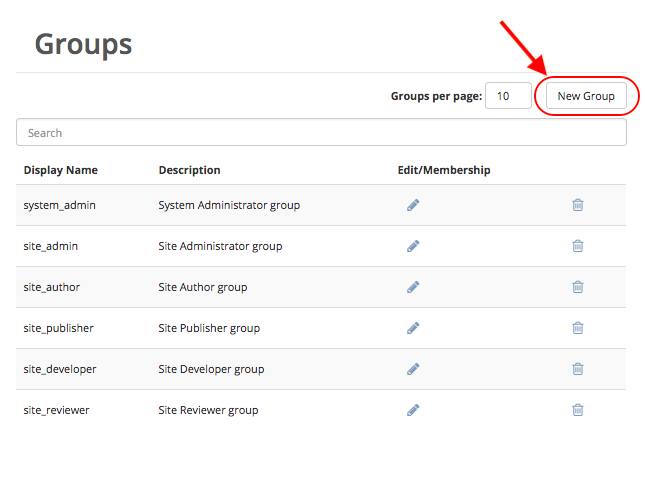 Groups
Groups per page: 10 New Group
Search
Display Name Description Edit/Membership
system_admin System Administrator group
site_admin Site Administrator group
site_author Site Author group
site_publisher Site Publisher group
site_developer Site Developer group
site_reviewer Site Reviewer group